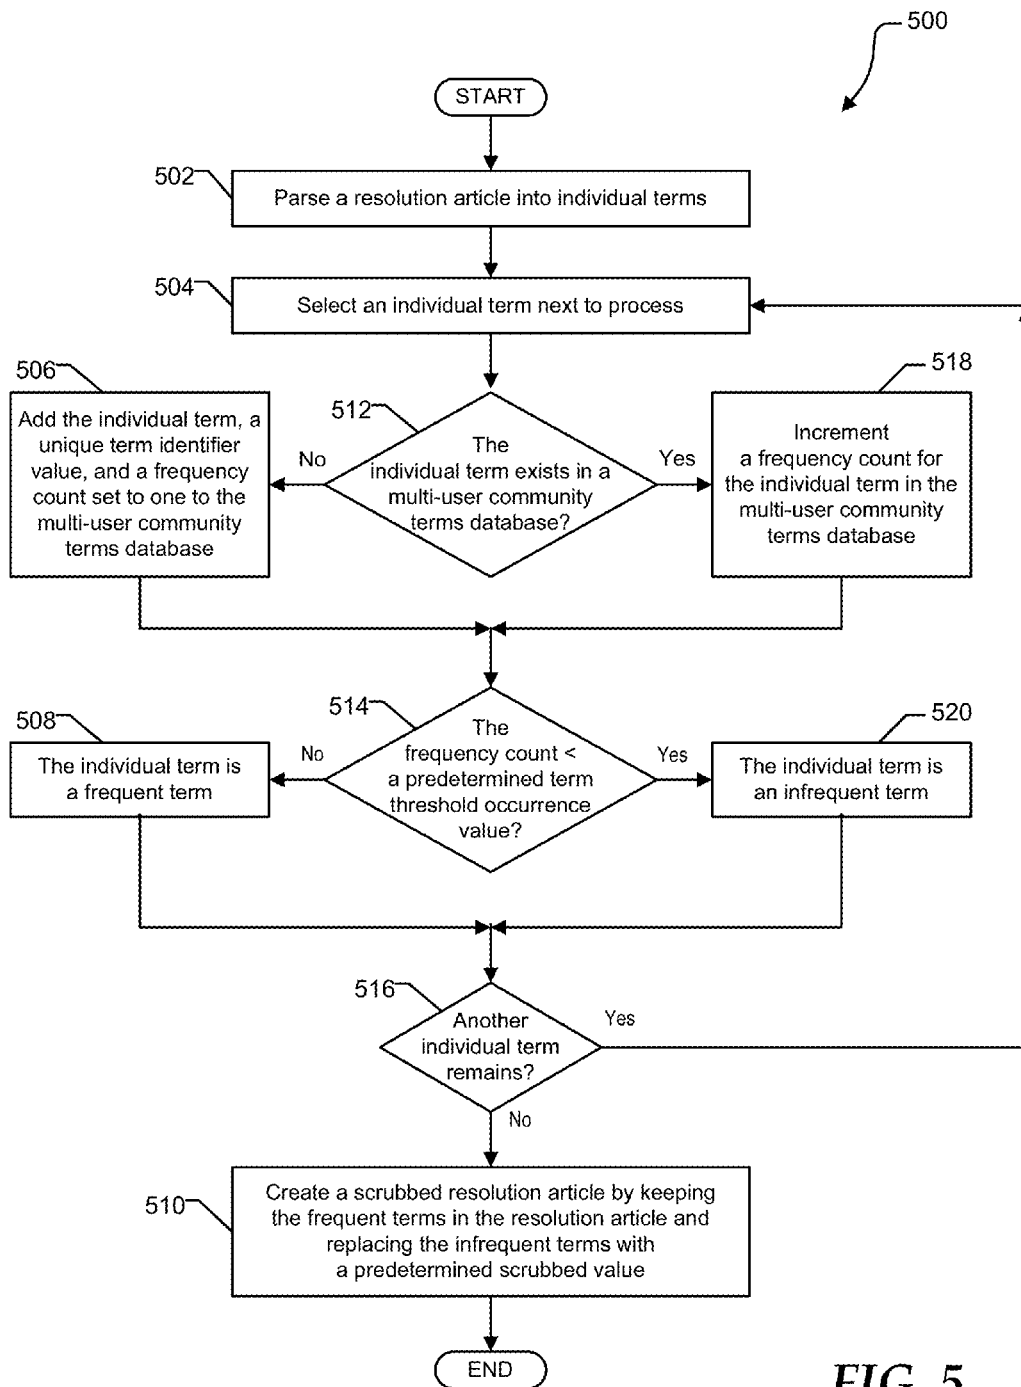 500
START
502
Parse a resolution article into individual terms
504
Select an individual term next to process
506
Add the individual term, a
unique term identifier
value, and a frequency
count set to one to the
multi-user community
terms database
No
512
The
individual term exists in a
multi-user community
terms database?
Yes
518
Increment
a frequency count for
the individual term in the
multi-user community
terms database
508
The individual term is
a frequent term
No
514
The
frequency count <
a predetermined term
threshold occurrence
value?
Yes
520
The individual term is
an infrequent term
516
Another
individual term
remains?
Yes
No
510
Create a scrubbed resolution article by keeping
the frequent terms in the resolution article and
replacing the infrequent terms with
a predetermined scrubbed value
END
FIG. 5